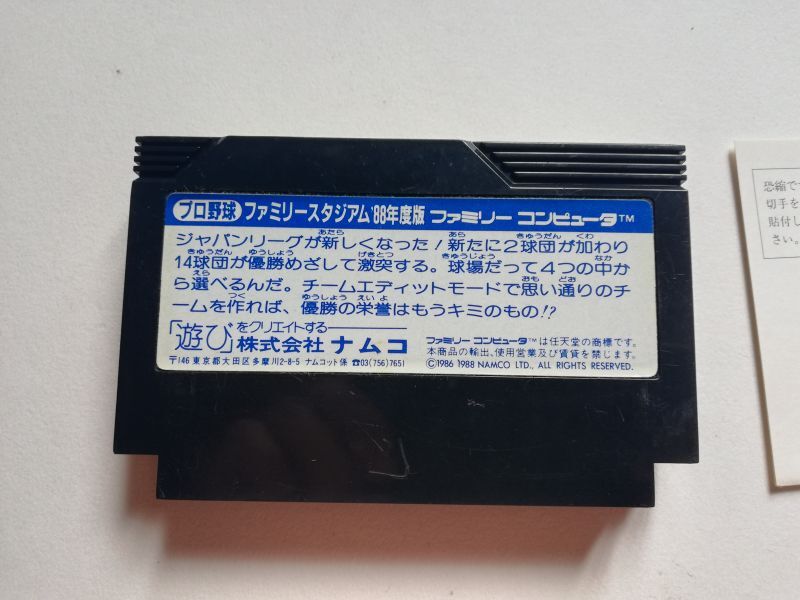 プロ野球 ファミリースタジアム'88年度版 ファミリー コンピュータ™
ジャパンリーグが新しくなった!新たに2球団が加わり
14球団が優勝めざして激突する。球場だって4つの中か
ら選べるんだ。チームエディットモードで思い通りのチ
ームを作れば、優勝の栄誉はもうキミのもの!?
「遊び」をクリエイトする
株式会社 ナムコ
〒146 東京都大田区多摩川2-8-5 ナムコット係 ☎03(756)7651
ファミリー コンピュータ™は任天堂の商標です。
本商品の輸出、使用営業及び賃貸を禁じます。
©1986 1988 NAMCO LTD., ALL RIGHTS RESERVED.
恐縮で
切手を
貼付し
さい。